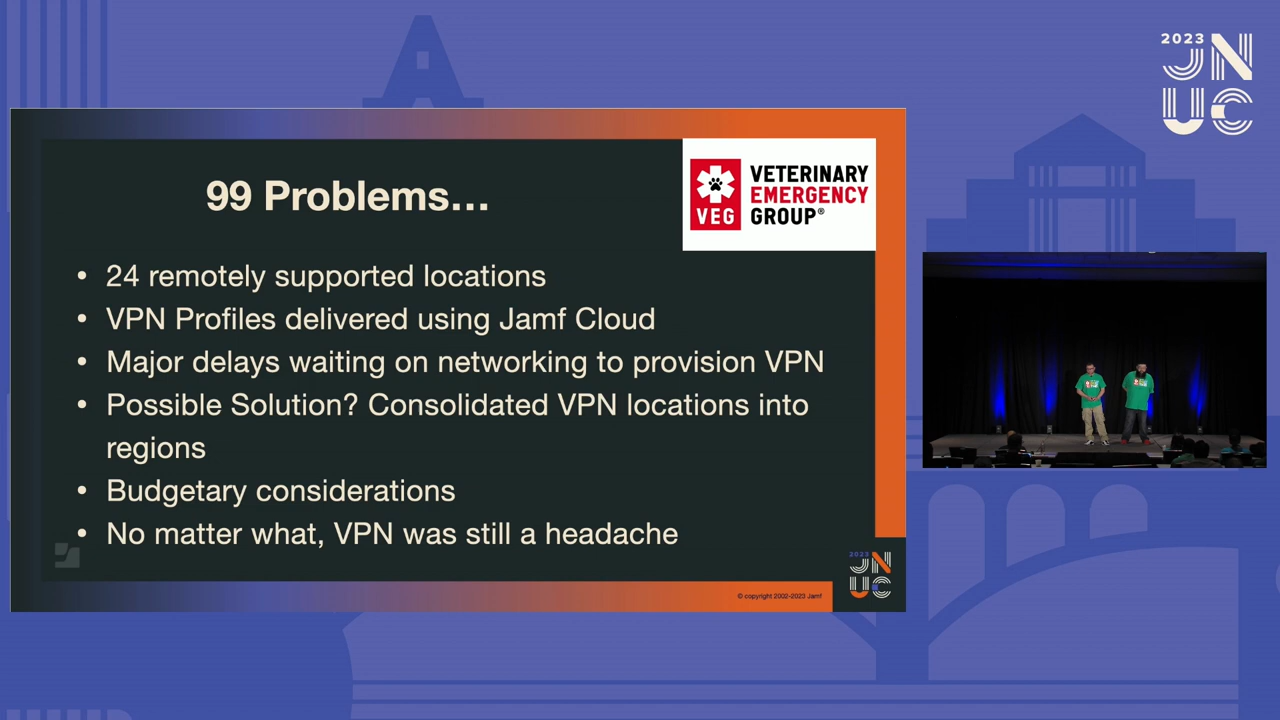 2023
JN
UC
99 Problems...
VETERINARY
EMERGENCY
GROUP®
VEG
• 24 remotely supported locations
• VPN Profiles delivered using Jamf Cloud
• Major delays waiting on networking to provision VPN
• Possible Solution? Consolidated VPN locations into
regions
• Budgetary considerations
• No matter what, VPN was still a headache
2023
JN
UC
© copyright 2002-2023 Jamf